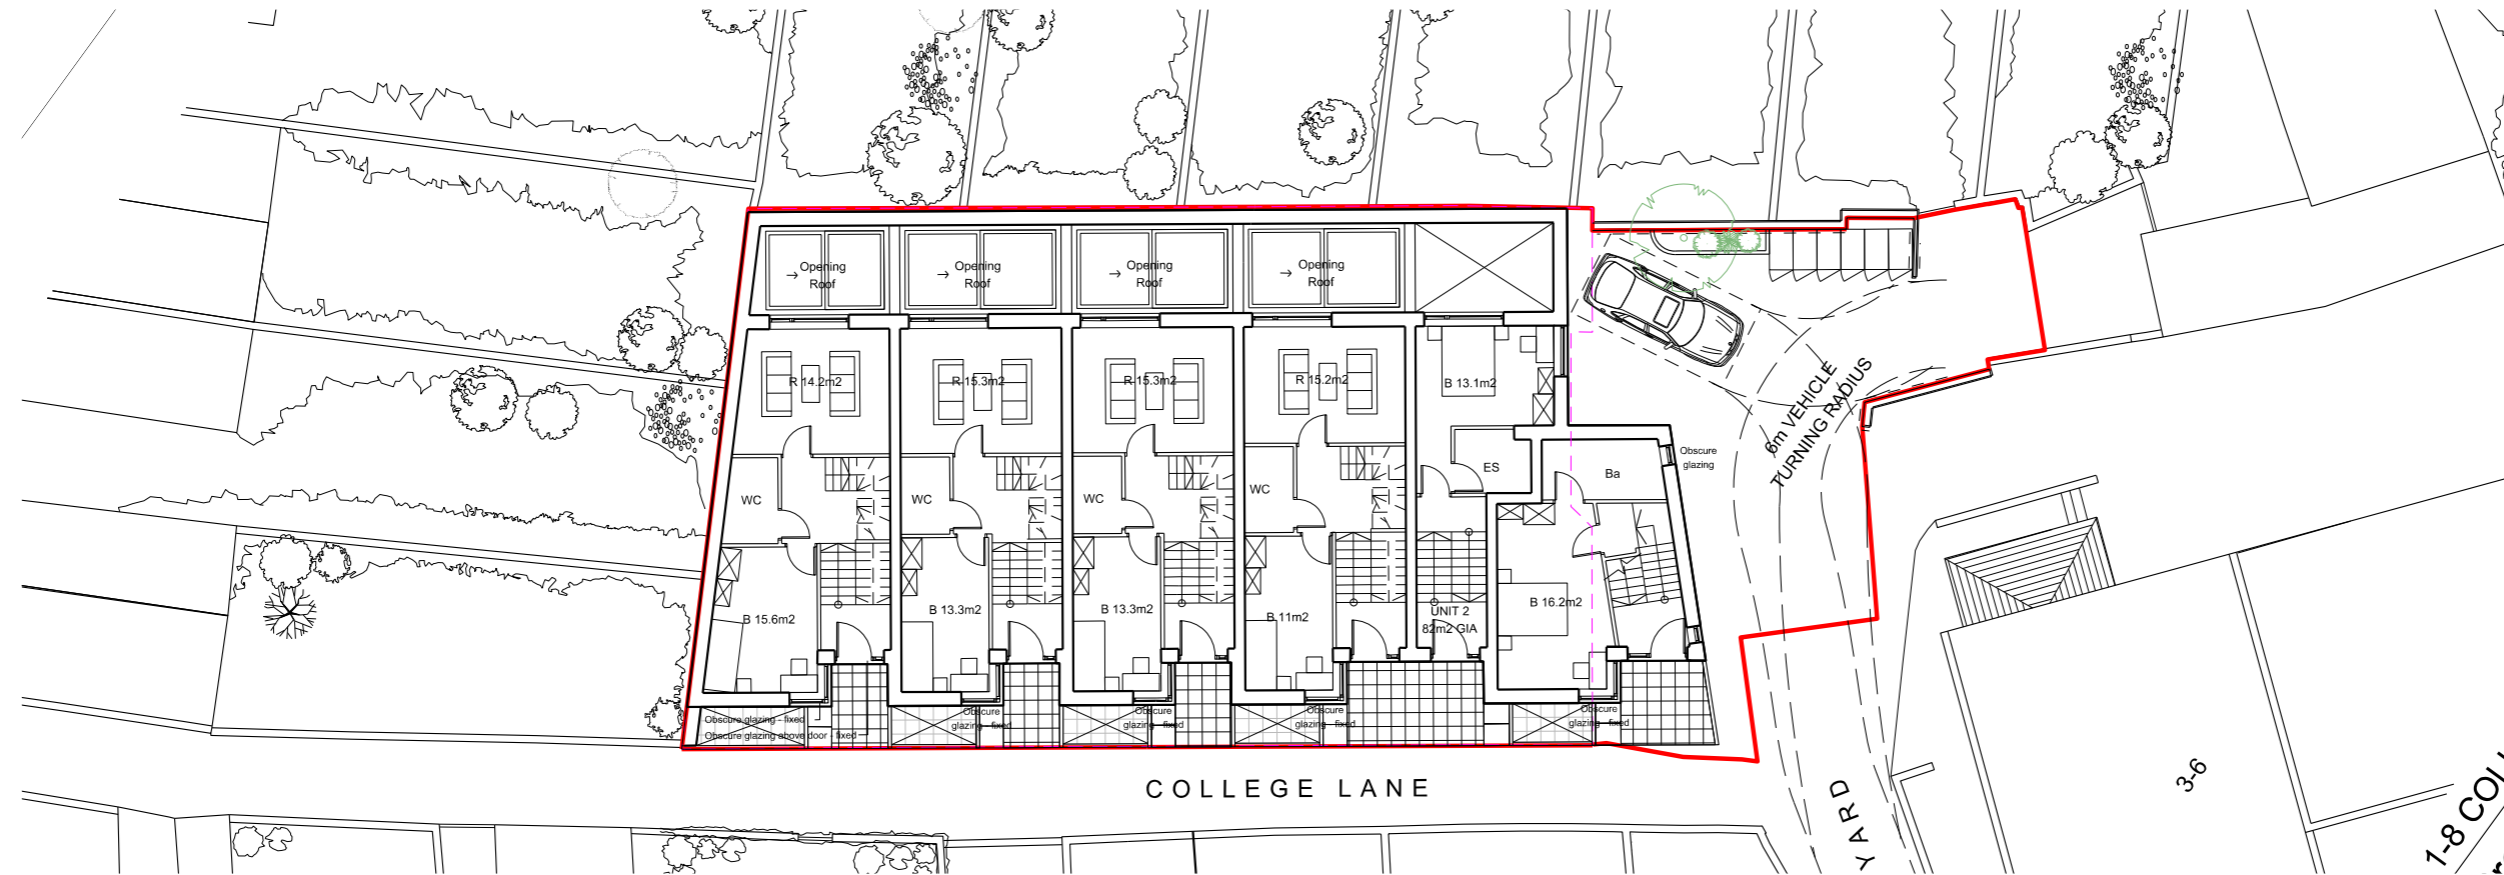 Opening
Roof
Opening
Roof
Opening
Roof
Opening
Roof
R 14.2m2
R 15.3m2
R 15.3m2
R 15.2m2
B 13.1m2
6m VEHICLE
TURNING RADIUS
Obscure
glazing
ES
Ba
WC
WC
WC
WC
B 15.6m2
B 13.3m2
B 13.3m2
B 11m2
UNIT 2
82m2 GIA
B 16.2m2
Obscure glazing - fixed
Obscure glazing above door - fixed
Obscure
glazing - fixed
Obscure
glazing - fixed
Obscure
glazing - fixed
Obscure
glazing - fixed
COLLEGE LANE
YARD
3-6
1-8 COLL